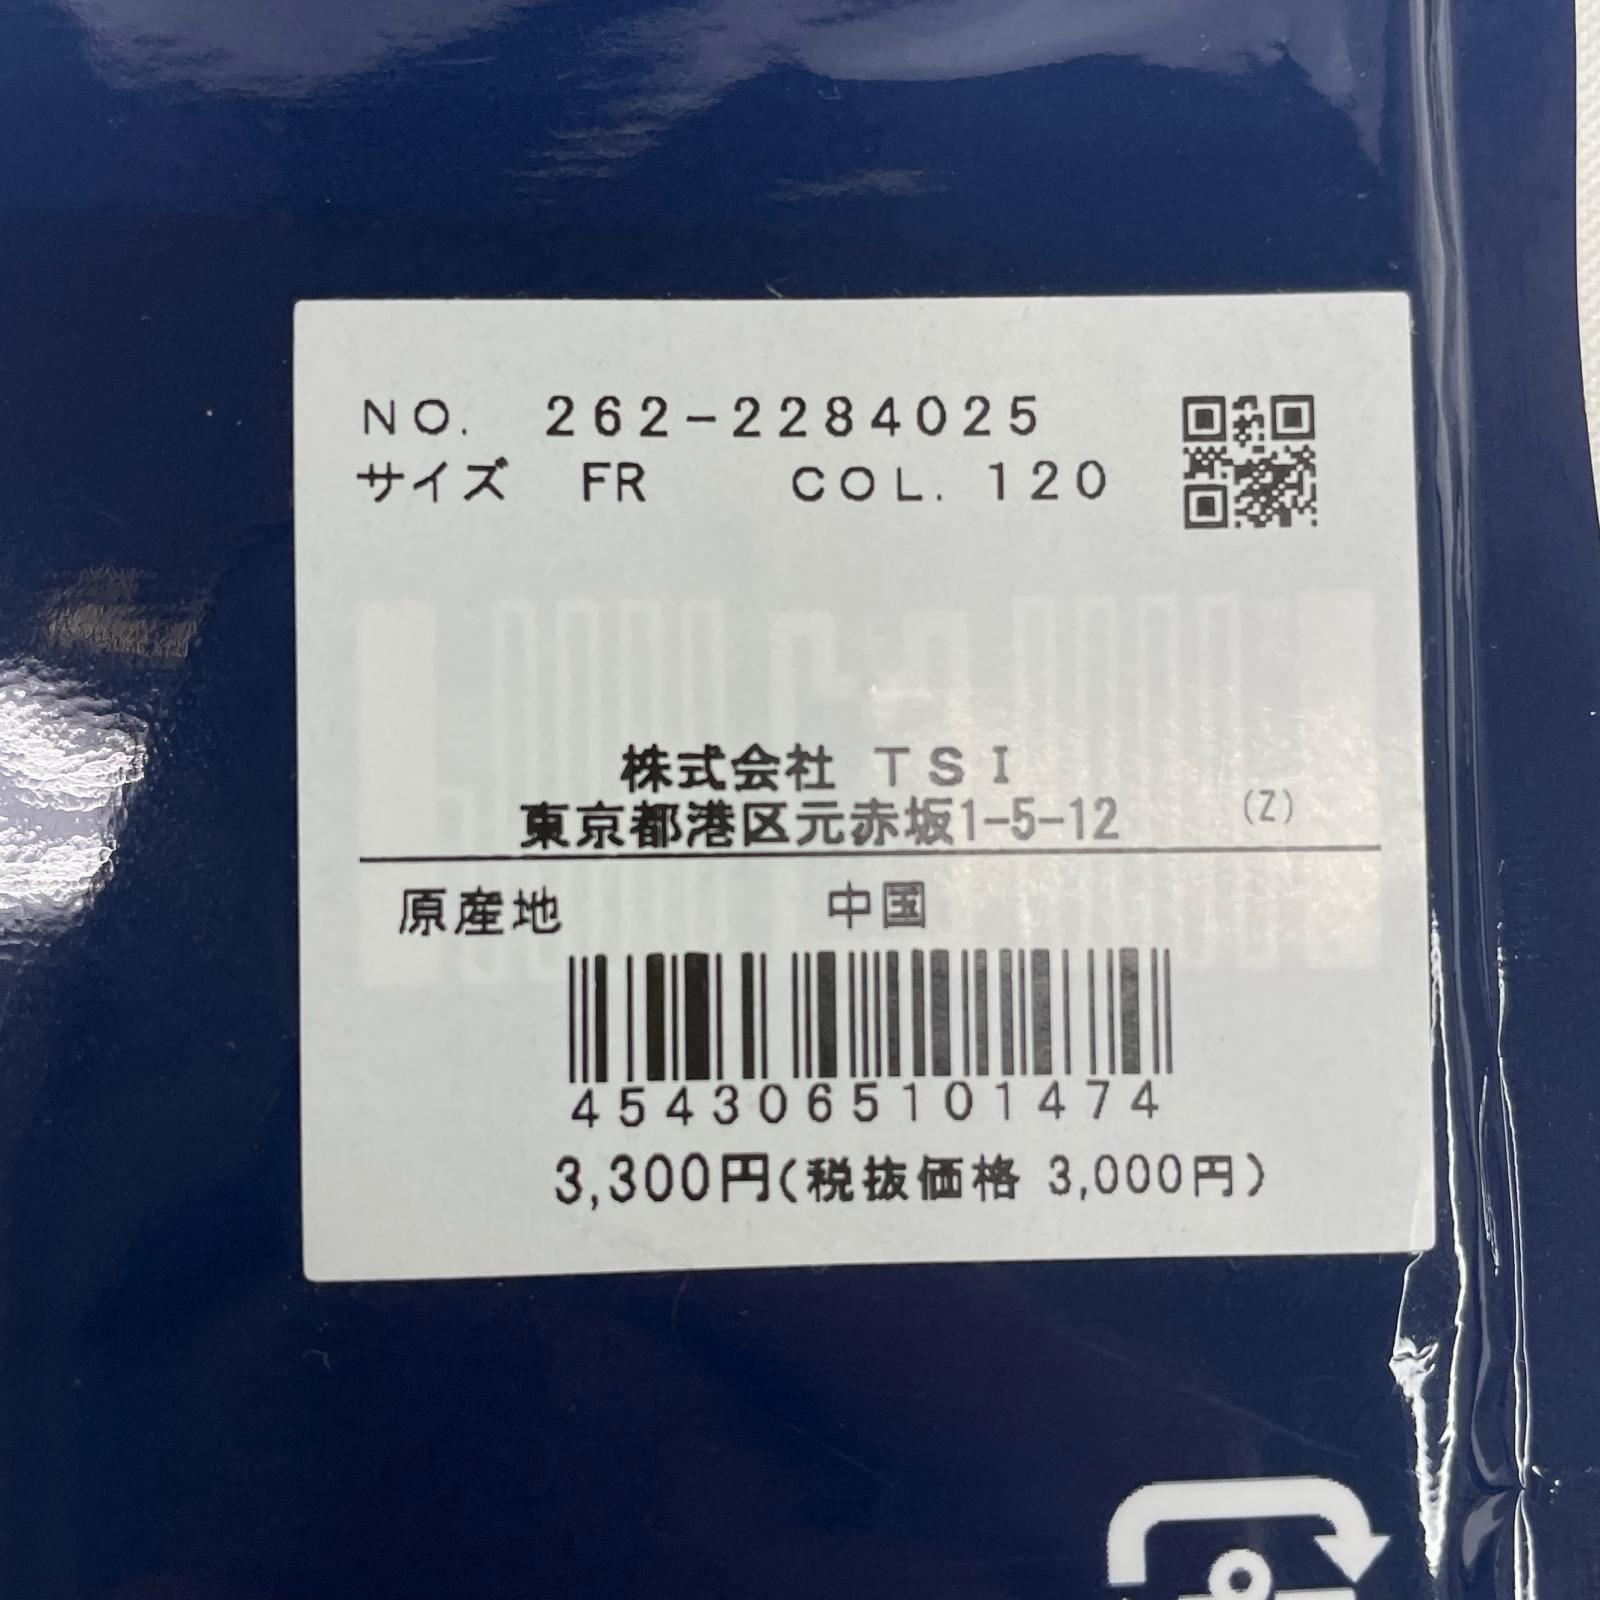 NO. 262-2284025
サイズ FR COL. 120
株式会社 TSI
東京都港区元赤坂1-5-12 (Z)
原産地 中国
4543065101474
3,300円(税抜価格 3,000円)